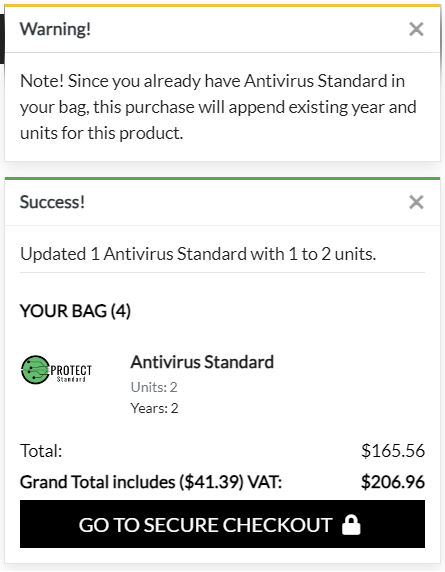 Warning!
Note! Since you already have Antivirus Standard in
your bag, this purchase will append existing year and
units for this product.
Success!
Updated 1 Antivirus Standard with 1 to 2 units.
YOUR BAG (4)
PROTECT
Standard
Antivirus Standard
Units: 2
Years: 2
Total: $165.56
Grand Total includes ($41.39) VAT: $206.96
GO TO SECURE CHECKOUT